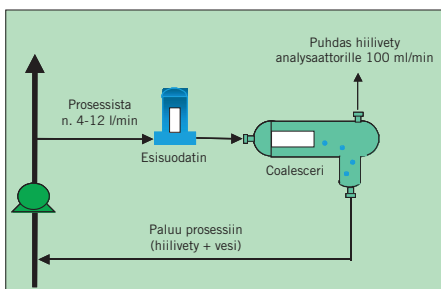 Puhdas hiilivety
analysaattorille 100 ml/min
Prosessista
n. 4-12 l/min
Esisuodatin
Coalesceri
Paluu prosessiin
(hiilivety + vesi)